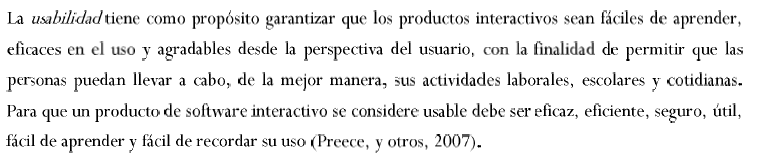 La usabilidad tiene como propósito garantizar que los productos interactivos sean fáciles de aprender,
eficaces en el uso y agradables desde la perspectiva del usuario, con la finalidad de permitir que las
personas puedan llevar a cabo, de la mejor manera, sus actividades laborales, escolares y cotidianas.
Para que un producto de software interactivo se considere usable debe ser eficaz, eficiente, seguro, útil,
fácil de aprender y fácil de recordar su uso (Preece, y otros, 2007).